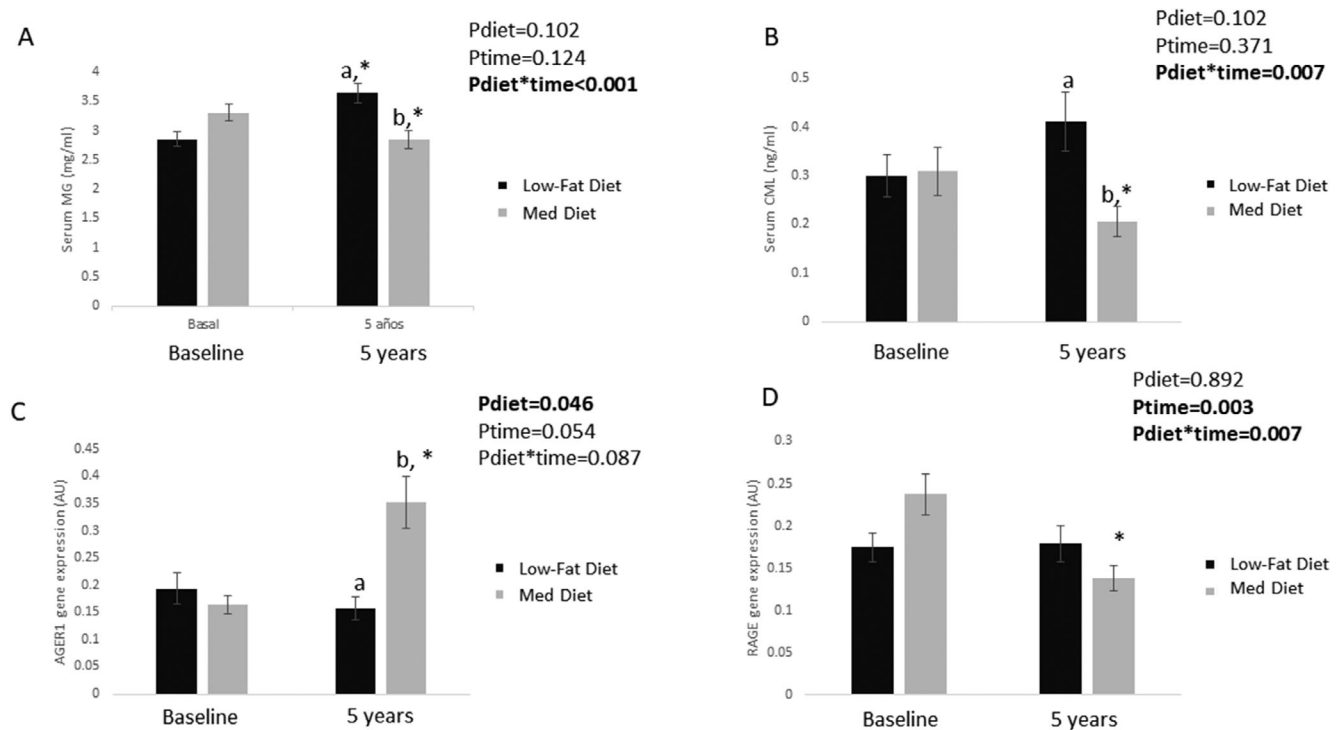 A
Pdiet=0.102
Ptime=0.124
Pdiet*time<0.001
4
3.5
3
2.5
2
1.5
1
0.5
0
Serum MG (mg/ml)
a,*
b,*
Low-Fat Diet
Med Diet
Basal
5 años
Baseline
5 years
B
Pdiet=0.102
Ptime=0.371
Pdiet*time=0.007
0.5
0.4
0.3
0.2
0.1
0
Serum CML (ng/ml)
a
b,*
Low-Fat Diet
Med Diet
Baseline
5 years
C
Pdiet=0.046
Ptime=0.054
Pdiet*time=0.087
0.45
0.4
0.35
0.3
0.25
0.2
0.15
0.1
0.05
0
AGER1 gene expression (AU)
a
b, *
Low-Fat Diet
Med Diet
Baseline
5 years
D
Pdiet=0.892
Ptime=0.003
Pdiet*time=0.007
0.3
0.25
0.2
0.15
0.1
0.05
0
RAGE gene expression (AU)
*
Low-Fat Diet
Med Diet
Baseline
5 years